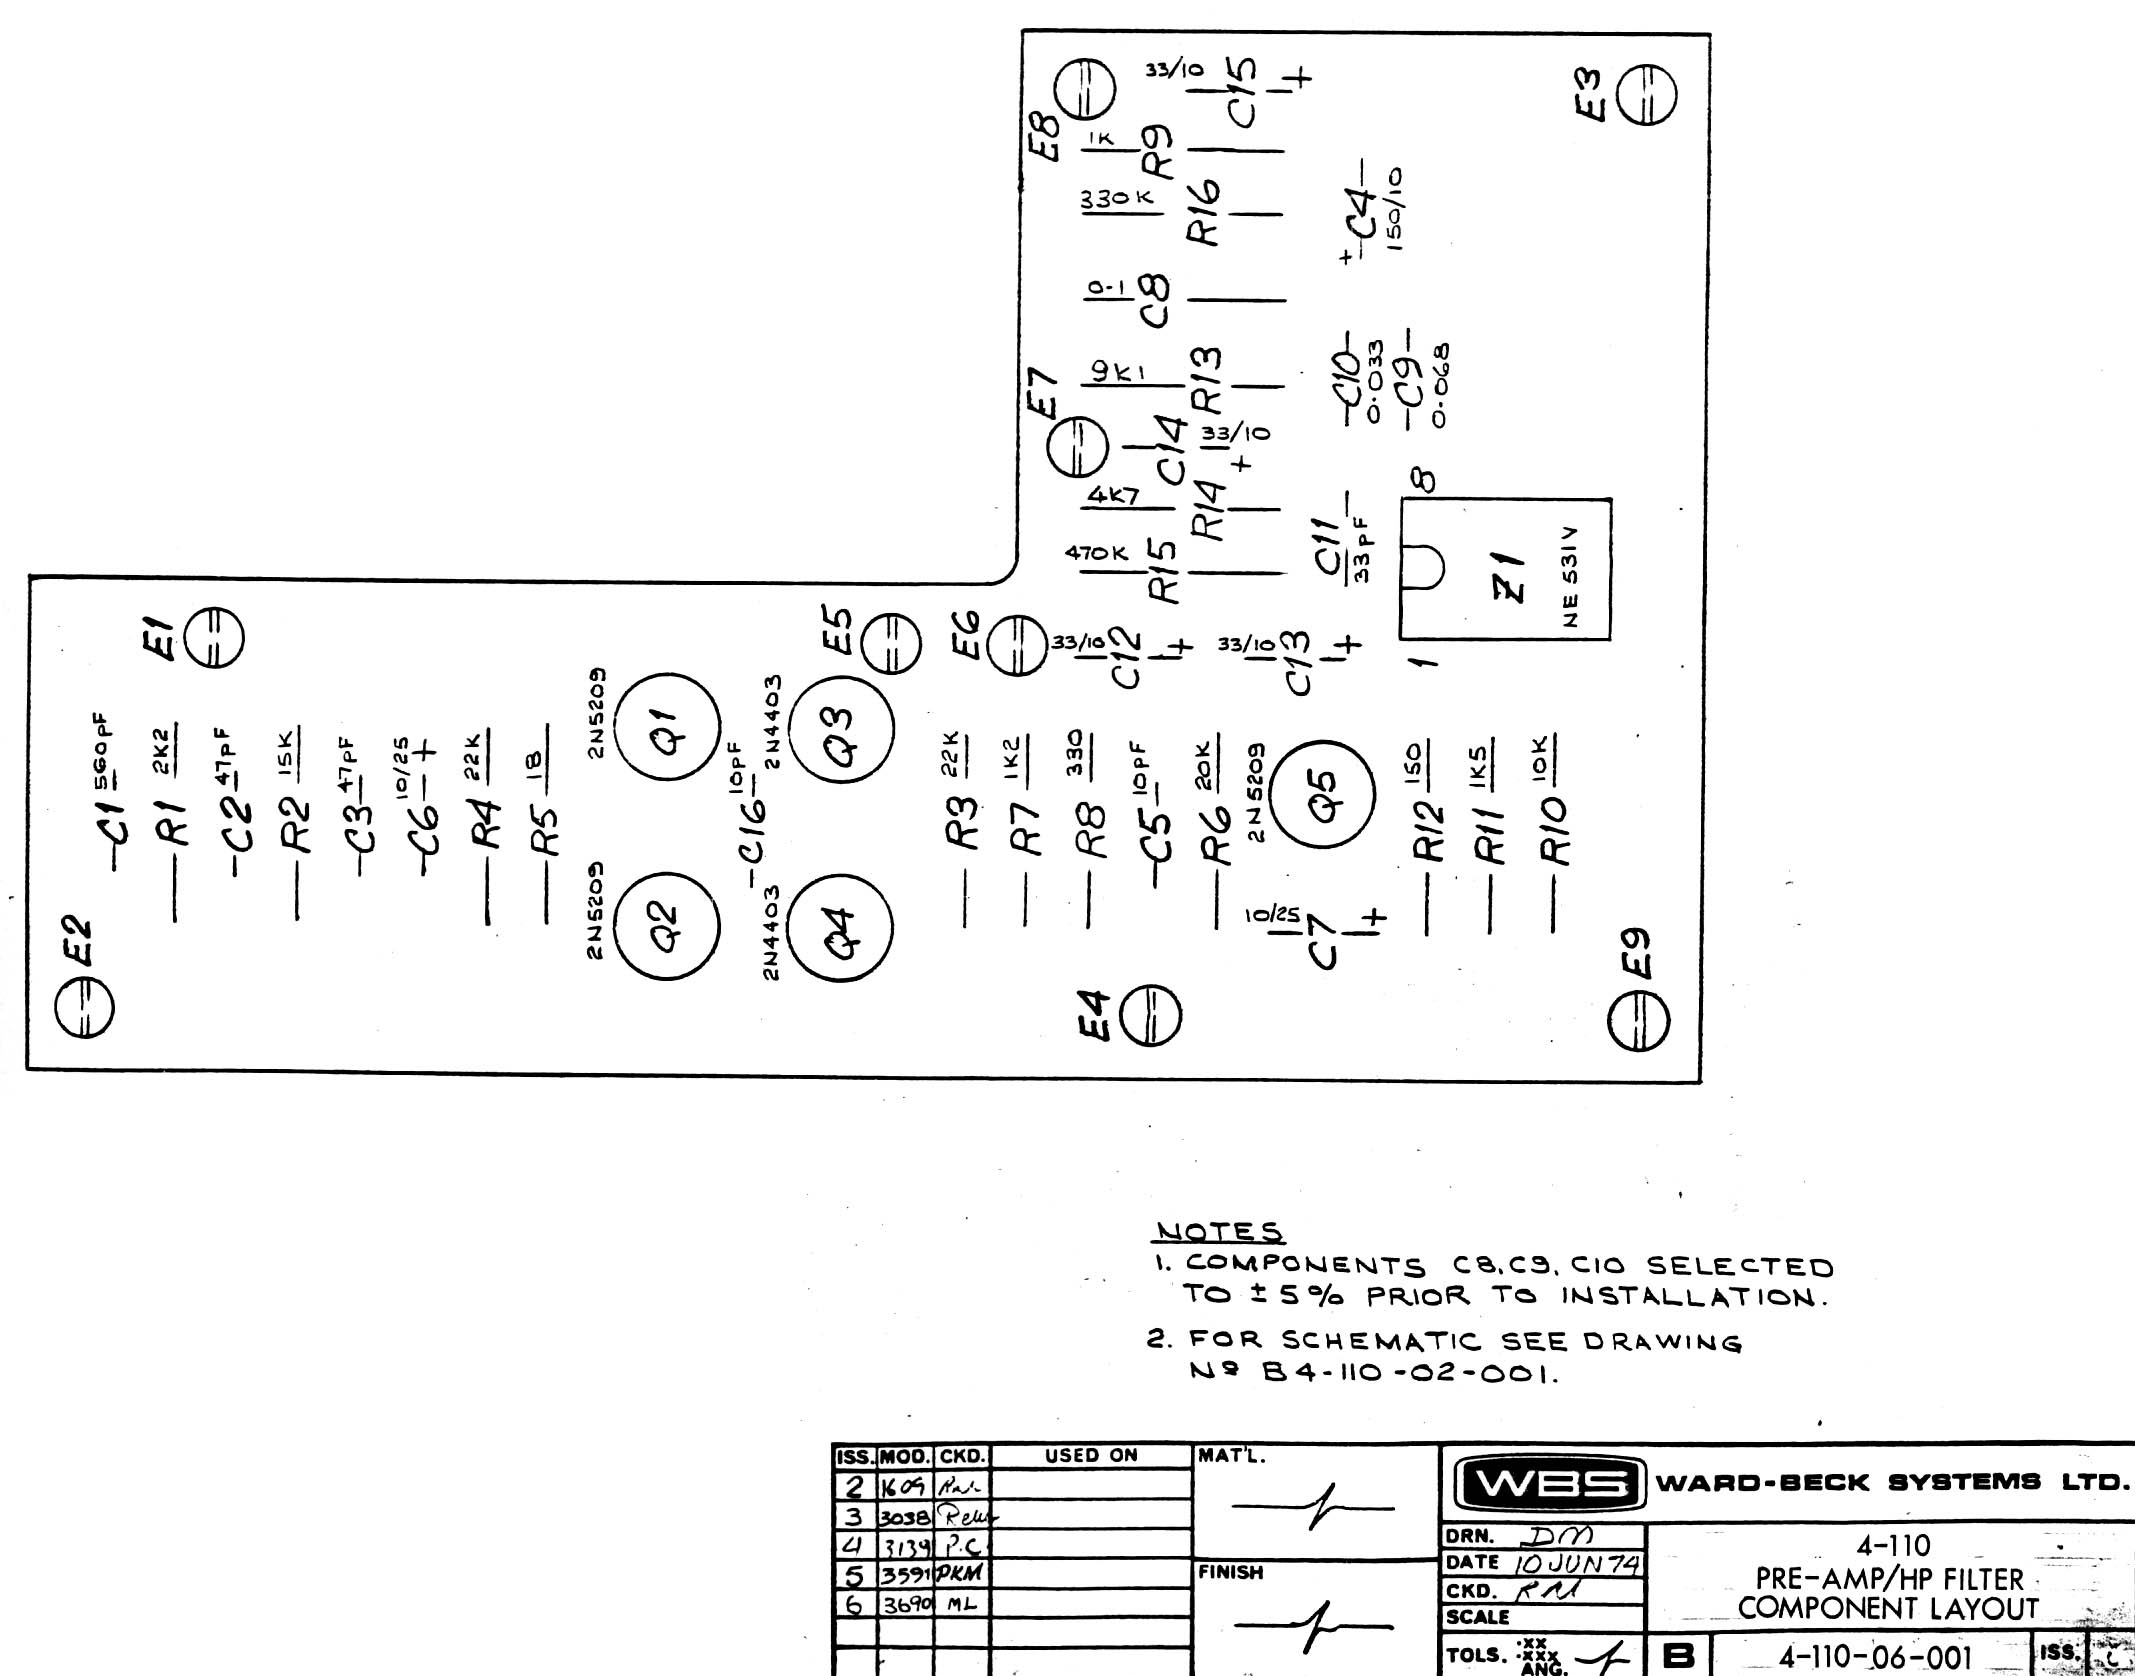 33/10
C15
+
E3
E8
1K
R9
330K
R16
+
C4
150/10
0-1
C8
E7
9K1
R13
C10
0.033
C9
0.068
C14
33/10
+
4K7
R14
470K
R15
C11
33pF
8
Z1
NE 531V
1
E1
E5
E6
33/10
C12
+
33/10
C13
+
C1 560pF
R1 2K2
C2 47pF
R2 15K
C3 47pF
C6 10/25 +
R4 22K
R5 18
2N5209
Q1
C16 10pF
2N4403
Q3
R3 22K
R7 1K2
R8 330
C5 10pF
R6 20K
2N5209
Q5
R12 150
R11 1K5
R10 10K
E2
2N5209
Q2
2N4403
Q4
10/25
C7
+
E4
E9
NOTES
1. COMPONENTS C8, C9, C10 SELECTED
TO ±5% PRIOR TO INSTALLATION.
2. FOR SCHEMATIC SEE DRAWING
Nº B4-110-02-001.
ISS. MOD. CKD. USED ON MAT'L.
2 1609
3 3038
4 3139 P.C
5 3591 PKM
6 3690 ML
FINISH
WBS WARD-BECK SYSTEMS LTD.
DRN. DM
DATE 10 JUN 74
CKD. RM
SCALE
TOLS. .XX
.XXX
ANG.
4-110
PRE-AMP/HP FILTER
COMPONENT LAYOUT
B 4-110-06-001 ISS.